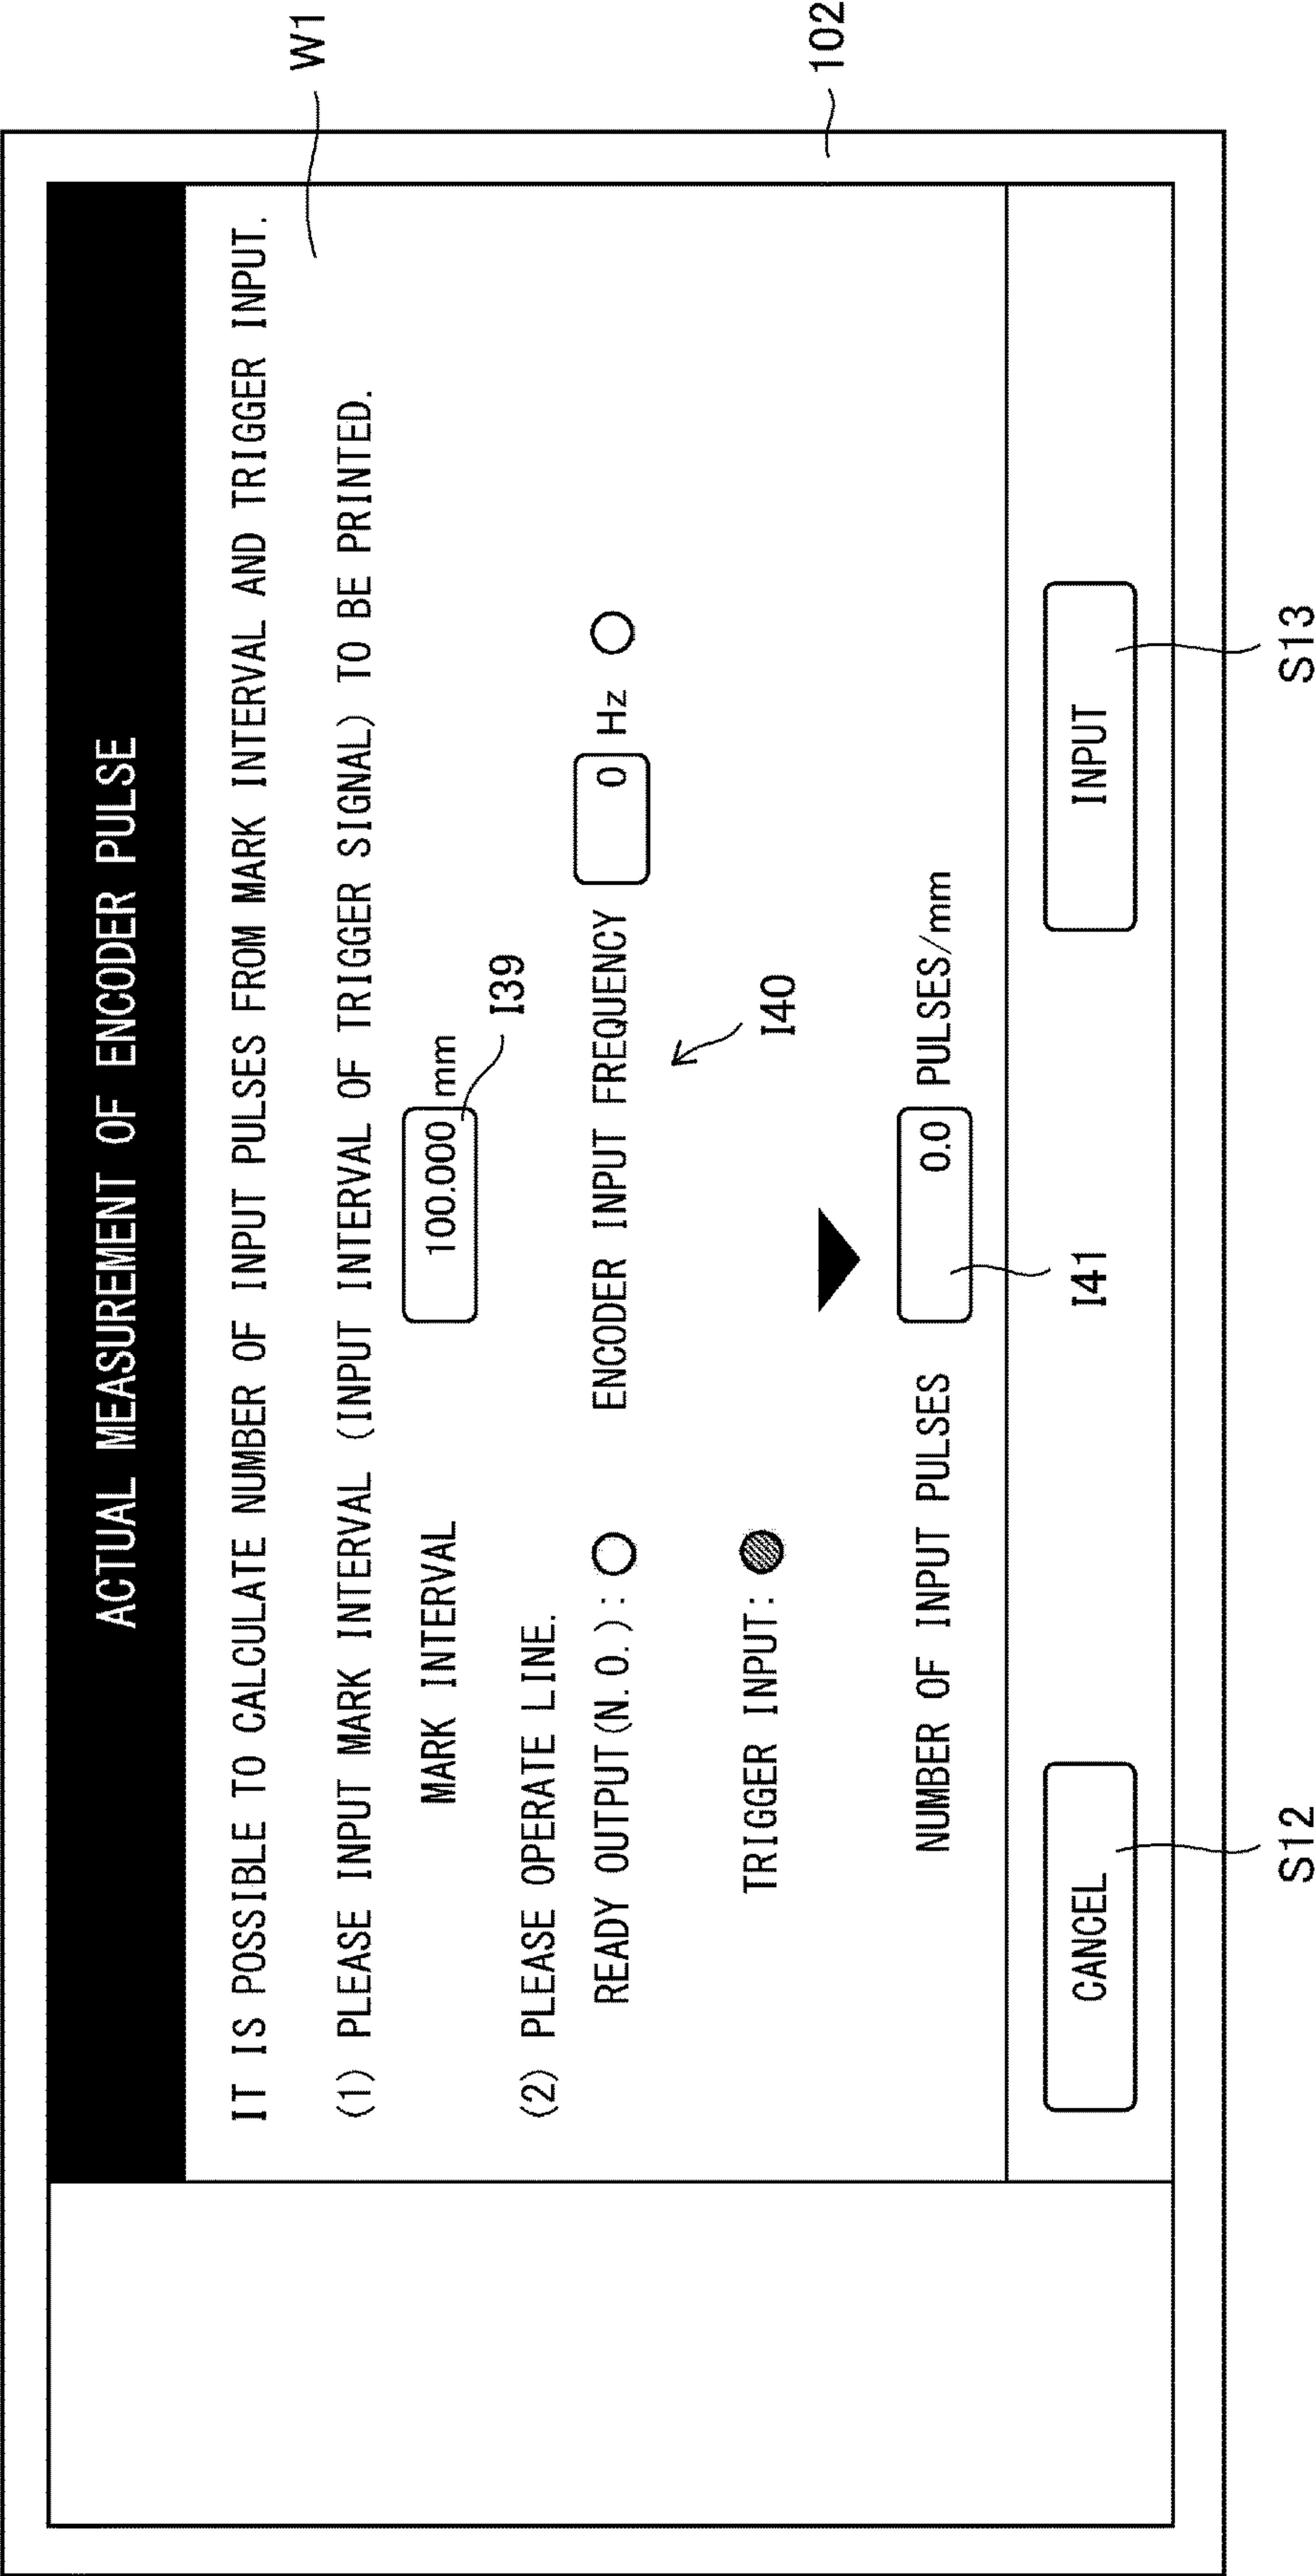 ACTUAL MEASUREMENT OF ENCODER PULSE
IT IS POSSIBLE TO CALCULATE NUMBER OF INPUT PULSES FROM MARK INTERVAL AND TRIGGER INPUT.
W1
(1) PLEASE INPUT MARK INTERVAL (INPUT INTERVAL OF TRIGGER SIGNAL) TO BE PRINTED.
MARK INTERVAL 100.000 mm
I39
(2) PLEASE OPERATE LINE.
READY OUTPUT(N.O.): ENCODER INPUT FREQUENCY 0 Hz
I40
TRIGGER INPUT:
102
NUMBER OF INPUT PULSES 0.0 PULSES/mm
I41
CANCEL INPUT
S12 S13